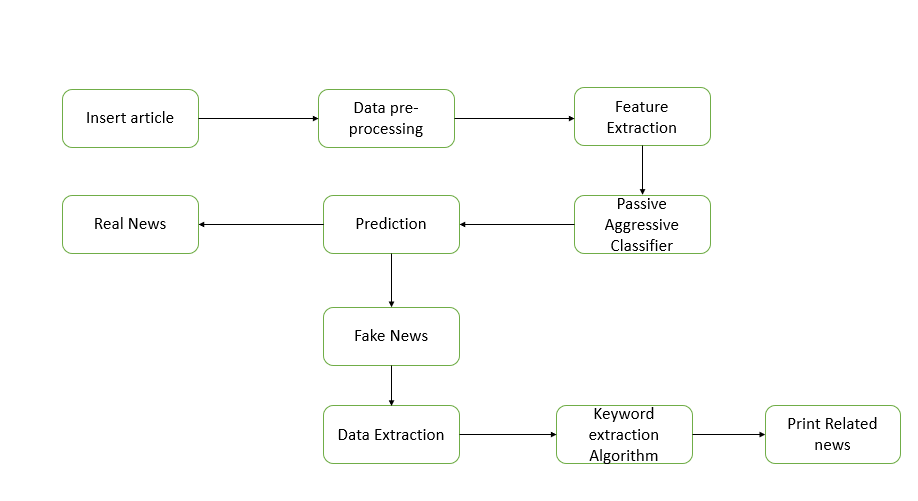 Insert article
Data pre-
processing
Feature
Extraction
Real News
Prediction
Passive
Aggressive
Classifier
Fake News
Data Extraction
Keyword
extraction
Algorithm
Print Related
news